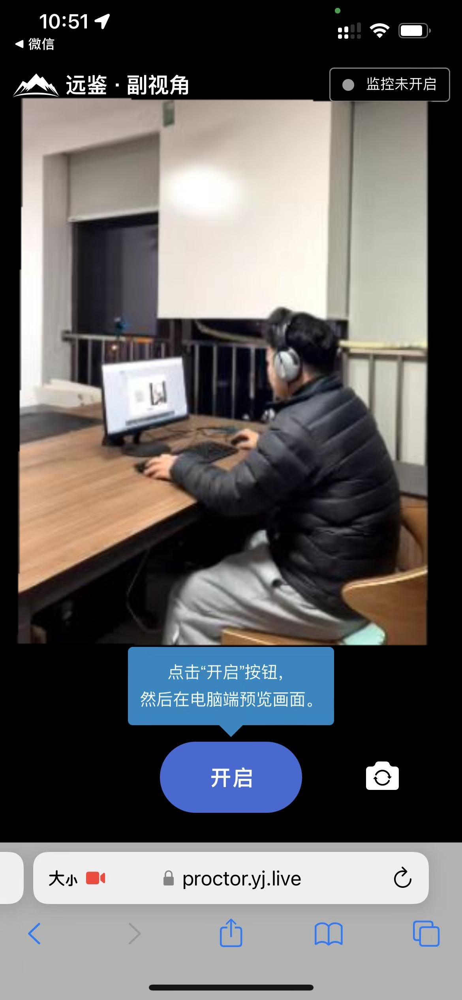 10:51
微信
远鉴·副视角
监控未开启
点击“开启”按钮，
然后在电脑端预览画面。
开启
大小
proctor.yj.live